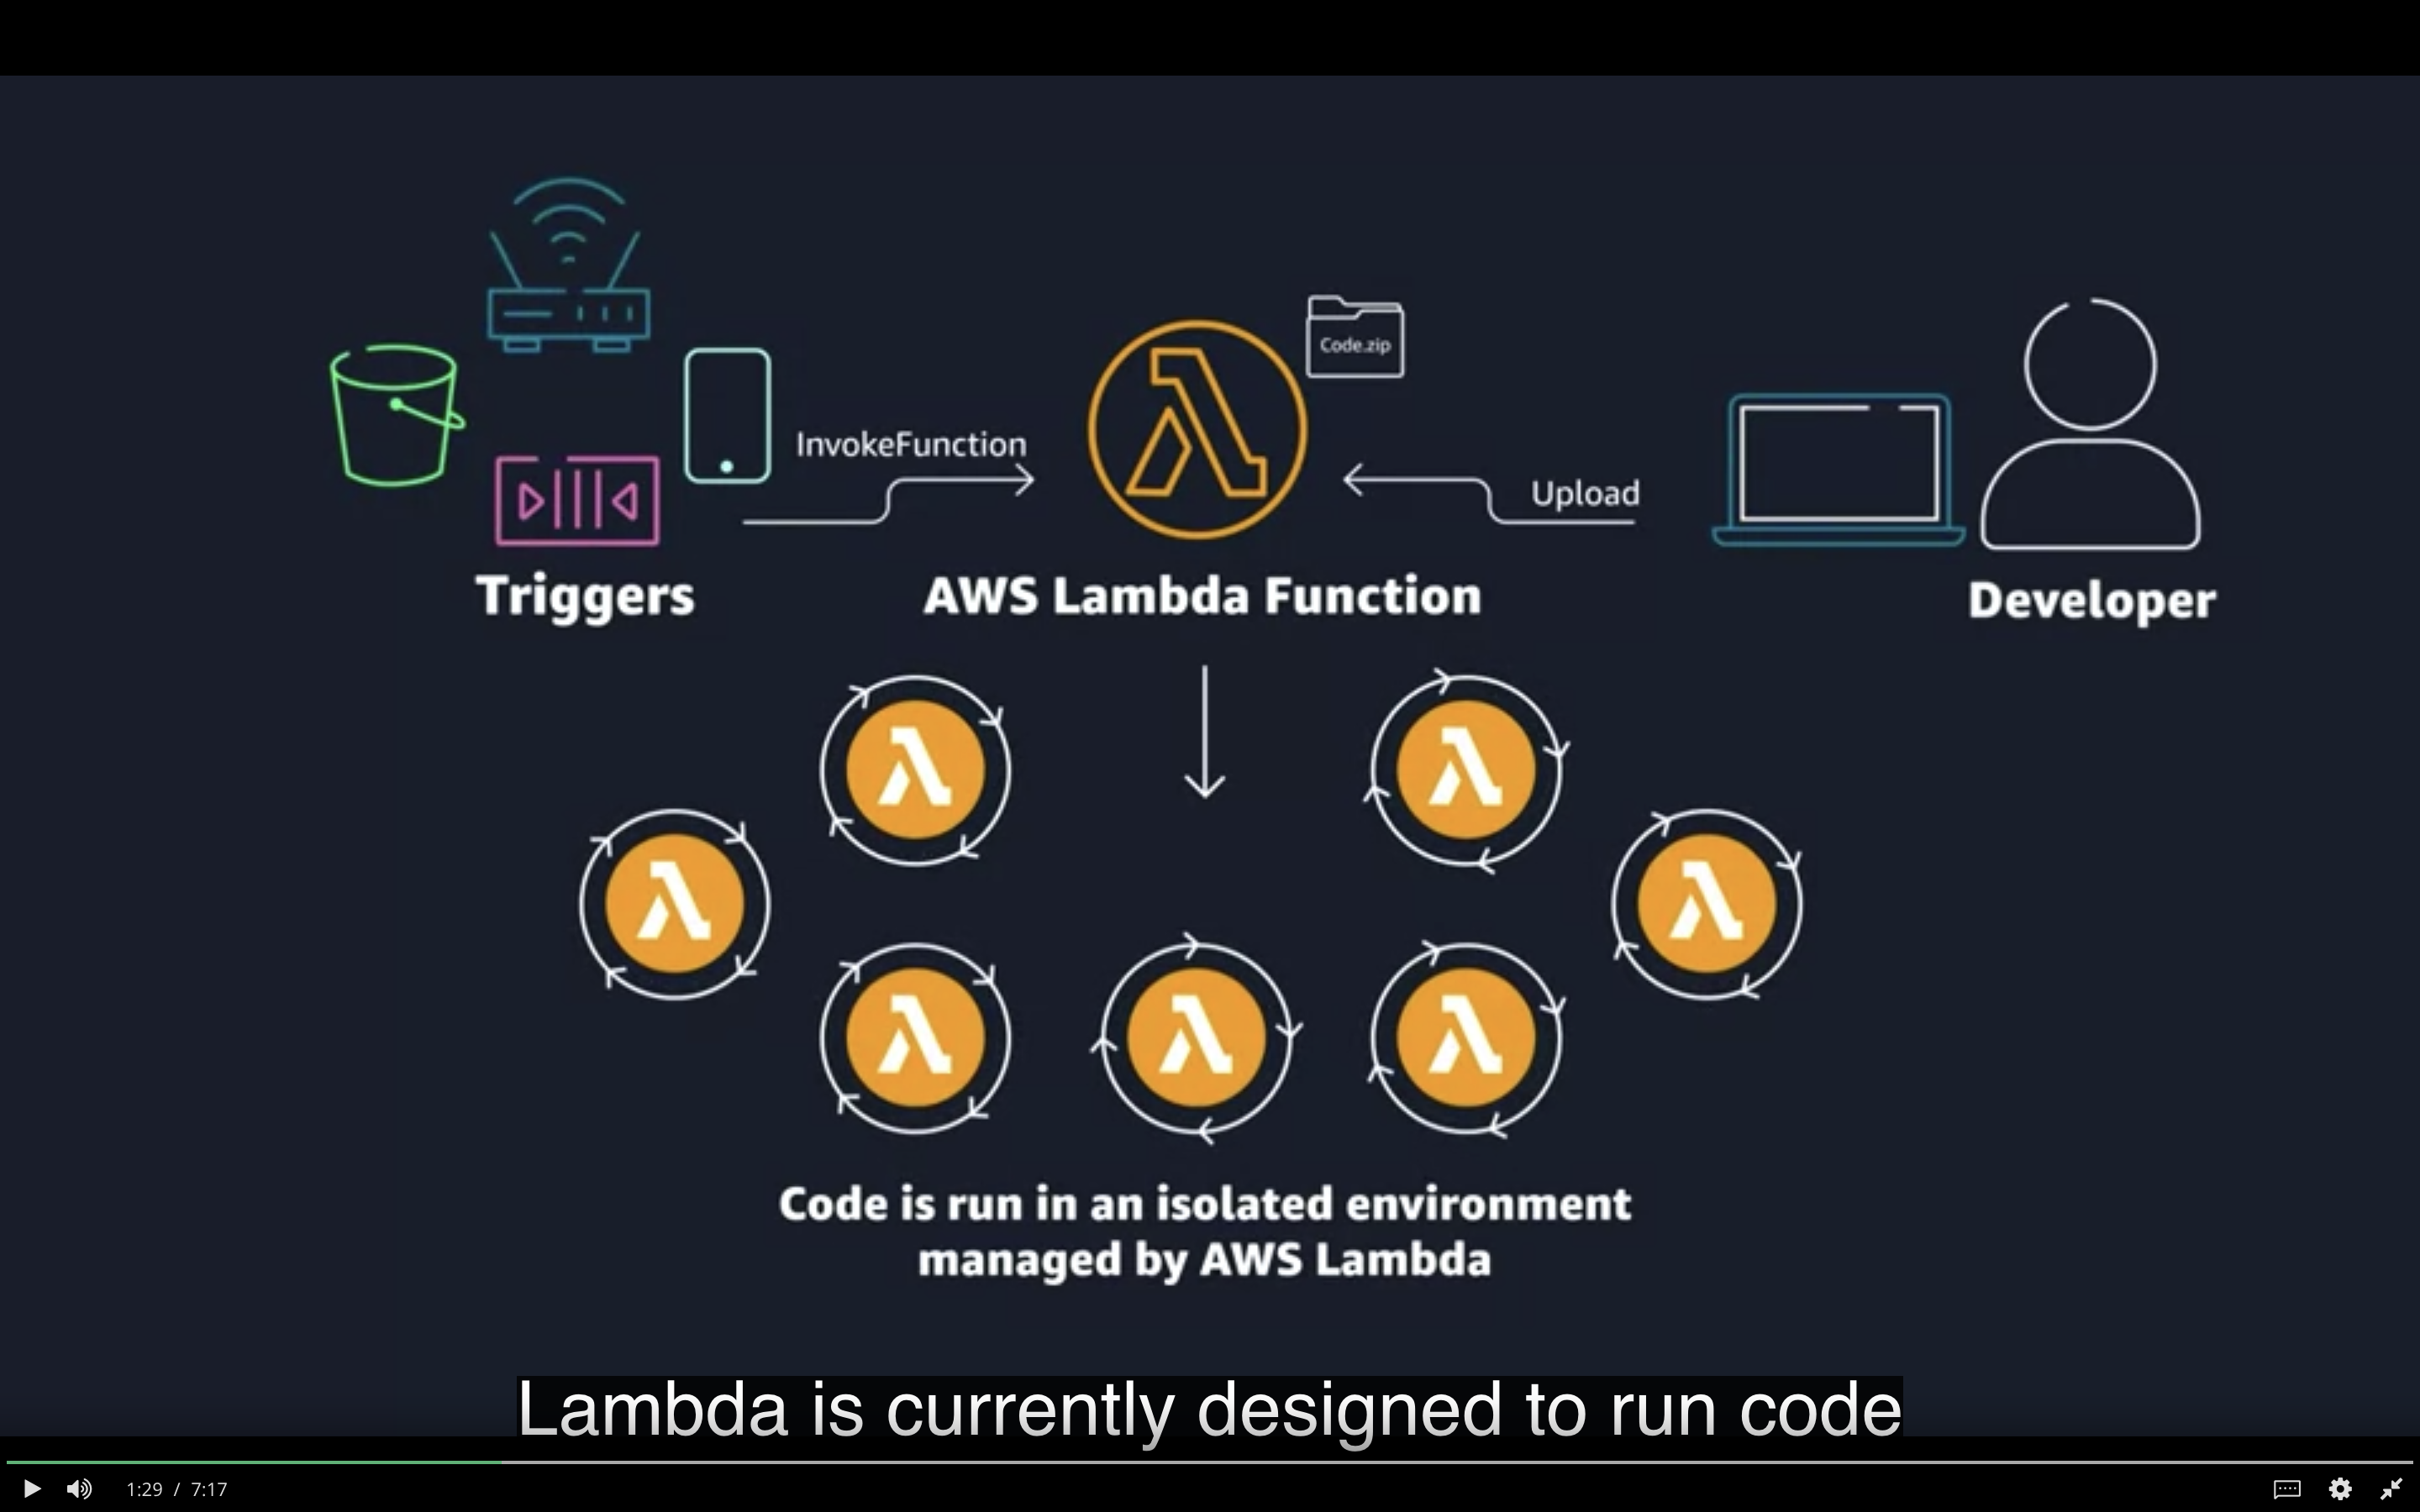 Code.zip
InvokeFunction
Upload
Triggers
AWS Lambda Function
Developer
Code is run in an isolated environment
managed by AWS Lambda
Lambda is currently designed to run code
1:29 / 7:17